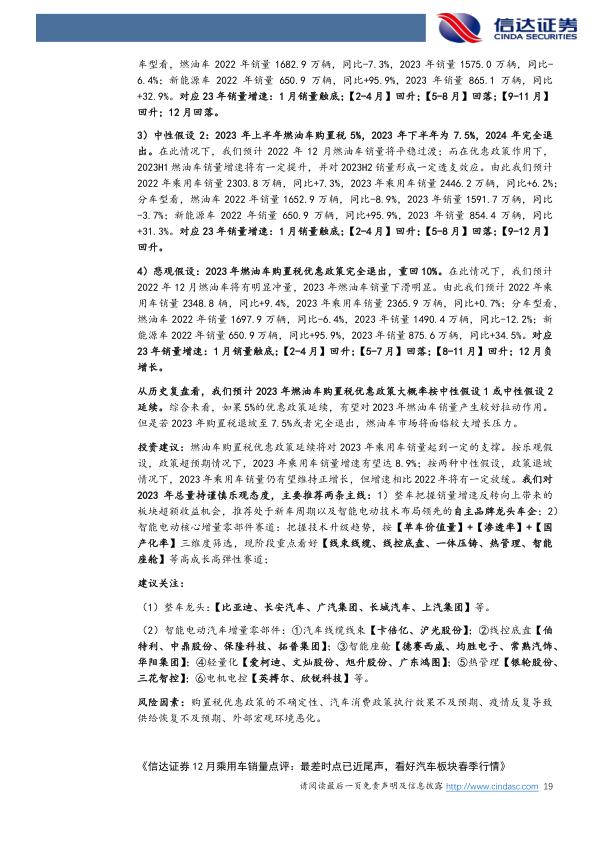 信达证券
CINDA SECURITIES
车型看，燃油车 2022 年销量 1682.9 万辆，同比-7.3%，2023 年销量 1575.0 万辆，同比-
6.4%；新能源车 2022 年销量 650.9 万辆，同比+95.9%，2023 年销量 865.1 万辆，同比
+32.9%。对应 23 年销量增速：1 月销量触底；【2-4 月】回升；【5-8 月】回落；【9-11 月】
回升；12 月回落。
3）中性假设 2：2023 年上半年燃油车购置税 5%，2023 年下半年为 7.5%，2024 年完全退
出。在此情况下，我们预计 2022 年 12 月燃油车销量将平稳过渡；而在优惠政策作用下，
2023H1 燃油车销量增速将有一定提升，并对 2023H2 销量形成一定透支效应。由此我们预计
2022 年乘用车销量 2303.8 万辆，同比+7.3%，2023 年乘用车销量 2446.2 万辆，同比+6.2%；
分车型看，燃油车 2022 年销量 1652.9 万辆，同比-8.9%，2023 年销量 1591.7 万辆，同比
-3.7%；新能源车 2022 年销量 650.9 万辆，同比+95.9%，2023 年销量 854.4 万辆，同比
+31.3%。对应 23 年销量增速：1 月销量触底；【2-4 月】回升；【5-8 月】回落；【9-12 月】
回升。
4）悲观假设：2023 年燃油车购置税优惠政策完全退出，重回 10%。在此情况下，我们预计
2022 年 12 月燃油车将有明显冲量，2023 年燃油车销量下滑明显。由此我们预计 2022 年乘
用车销量 2348.8 辆，同比+9.4%，2023 年乘用车销量 2365.9 万辆，同比+0.7%；分车型看，
燃油车 2022 年销量 1697.9 万辆，同比-6.4%，2023 年销量 1490.4 万辆，同比-12.2%；新
能源车 2022 年销量 650.9 万辆，同比+95.9%，2023 年销量 875.6 万辆，同比+34.5%。对应
23 年销量增速：1 月销量触底；【2-4 月】回升；【5-7 月】回落；【8-11 月】回升；12 月负
增长。
从历史复盘看，我们预计 2023 年燃油车购置税优惠政策大概率按中性假设 1 或中性假设 2
延续。综合来看，如果 5%的优惠政策延续，有望对 2023 年燃油车销量产生较好拉动作用。
但是若 2023 年购置税退坡至 7.5%或者完全退出，燃油车市场将面临较大增长压力。
投资建议：燃油车购置税优惠政策延续将对 2023 年乘用车销量起到一定的支撑。按乐观假
设，政策超预期情况下，2023 年乘用车销量增速有望达 8.9%；按两种中性假设，政策退坡
情况下，2023 年乘用车销量仍有望维持正增长，但增速相比 2022 年将有一定放缓。我们对
2023 年总量持谨慎乐观态度，主要推荐两条主线：1）整车把握销量增速反转向上带来的
板块超额收益机会，推荐处于新车周期以及智能电动技术布局领先的自主品牌龙头车企；2）
智能电动核心增量零部件赛道：把握技术升级趋势，按【单车价值量】+【渗透率】+【国
产化率】三维度筛选，现阶段重点看好【线束线缆、线控底盘、一体压铸、热管理、智能
座舱】等高成长高弹性赛道；
建议关注：
（1）整车龙头：【比亚迪、长安汽车、广汽集团、长城汽车、上汽集团】等。
（2）智能电动汽车增量零部件：①汽车线缆线束【卡倍亿、沪光股份】；②线控底盘【伯
特利、中鼎股份、保隆科技、拓普集团】；③智能座舱【德赛西威、均胜电子、常熟汽饰、
华阳集团】；④轻量化【爱柯迪、文灿股份、旭升股份、广东鸿图】；⑤热管理【银轮股份、
三花智控】；⑥电机电控【英搏尔、欣锐科技】等。
风险因素：购置税优惠政策的不确定性、汽车消费政策执行效果不及预期、疫情反复导致
供给恢复不及预期、外部宏观环境恶化。
《信达证券 12 月乘用车销量点评：最差时点已近尾声，看好汽车板块春季行情》
请阅读最后一页免责声明及信息披露 http://www.cindasc.com 19